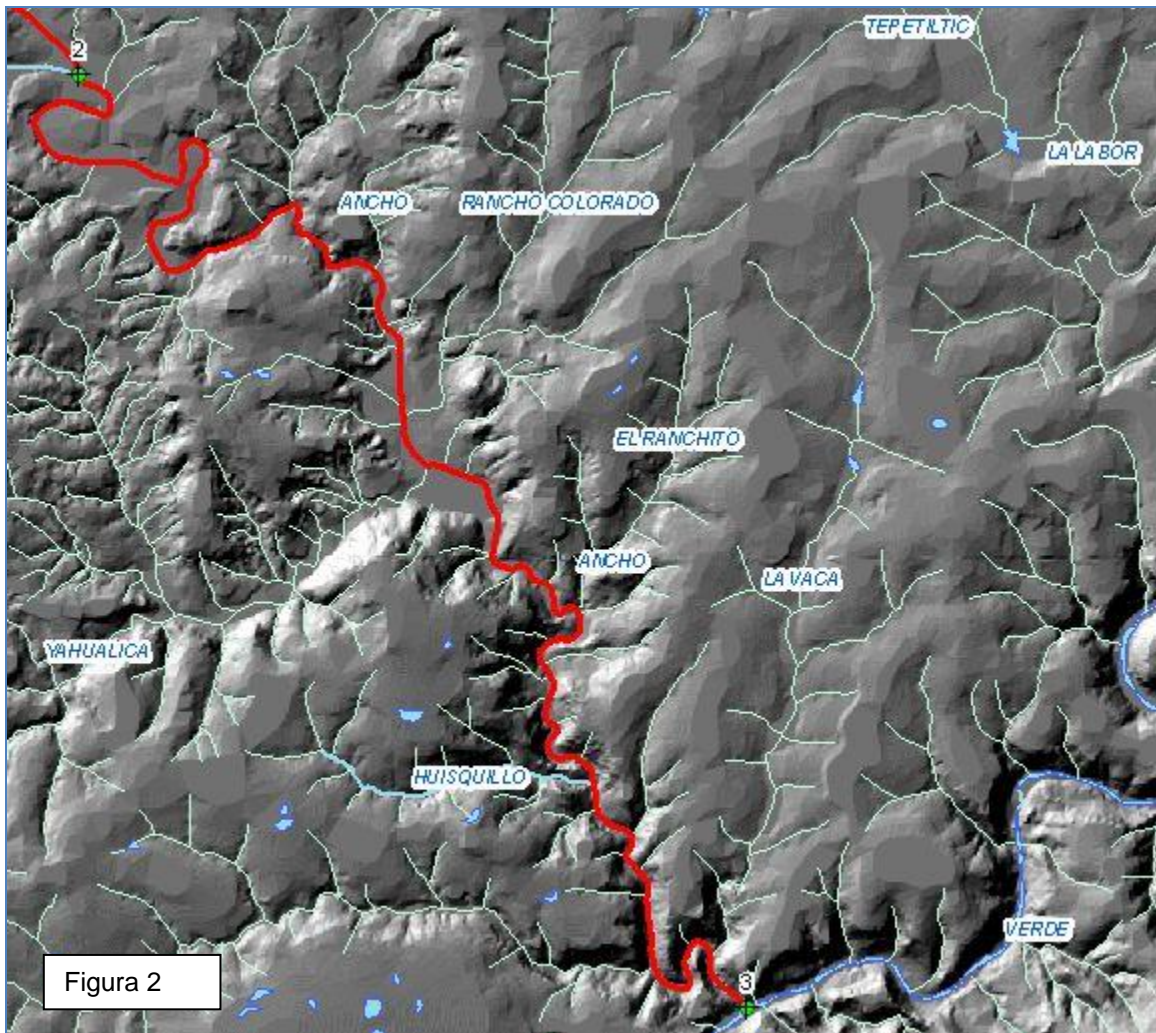 2
TEPETILTIC
LA LABOR
ANCHO
RANCHO COLORADO
EL RANCHITO
ANCHO
LA VACA
YAHUALICA
HUISQUILLO
VERDE
3
Figura 2